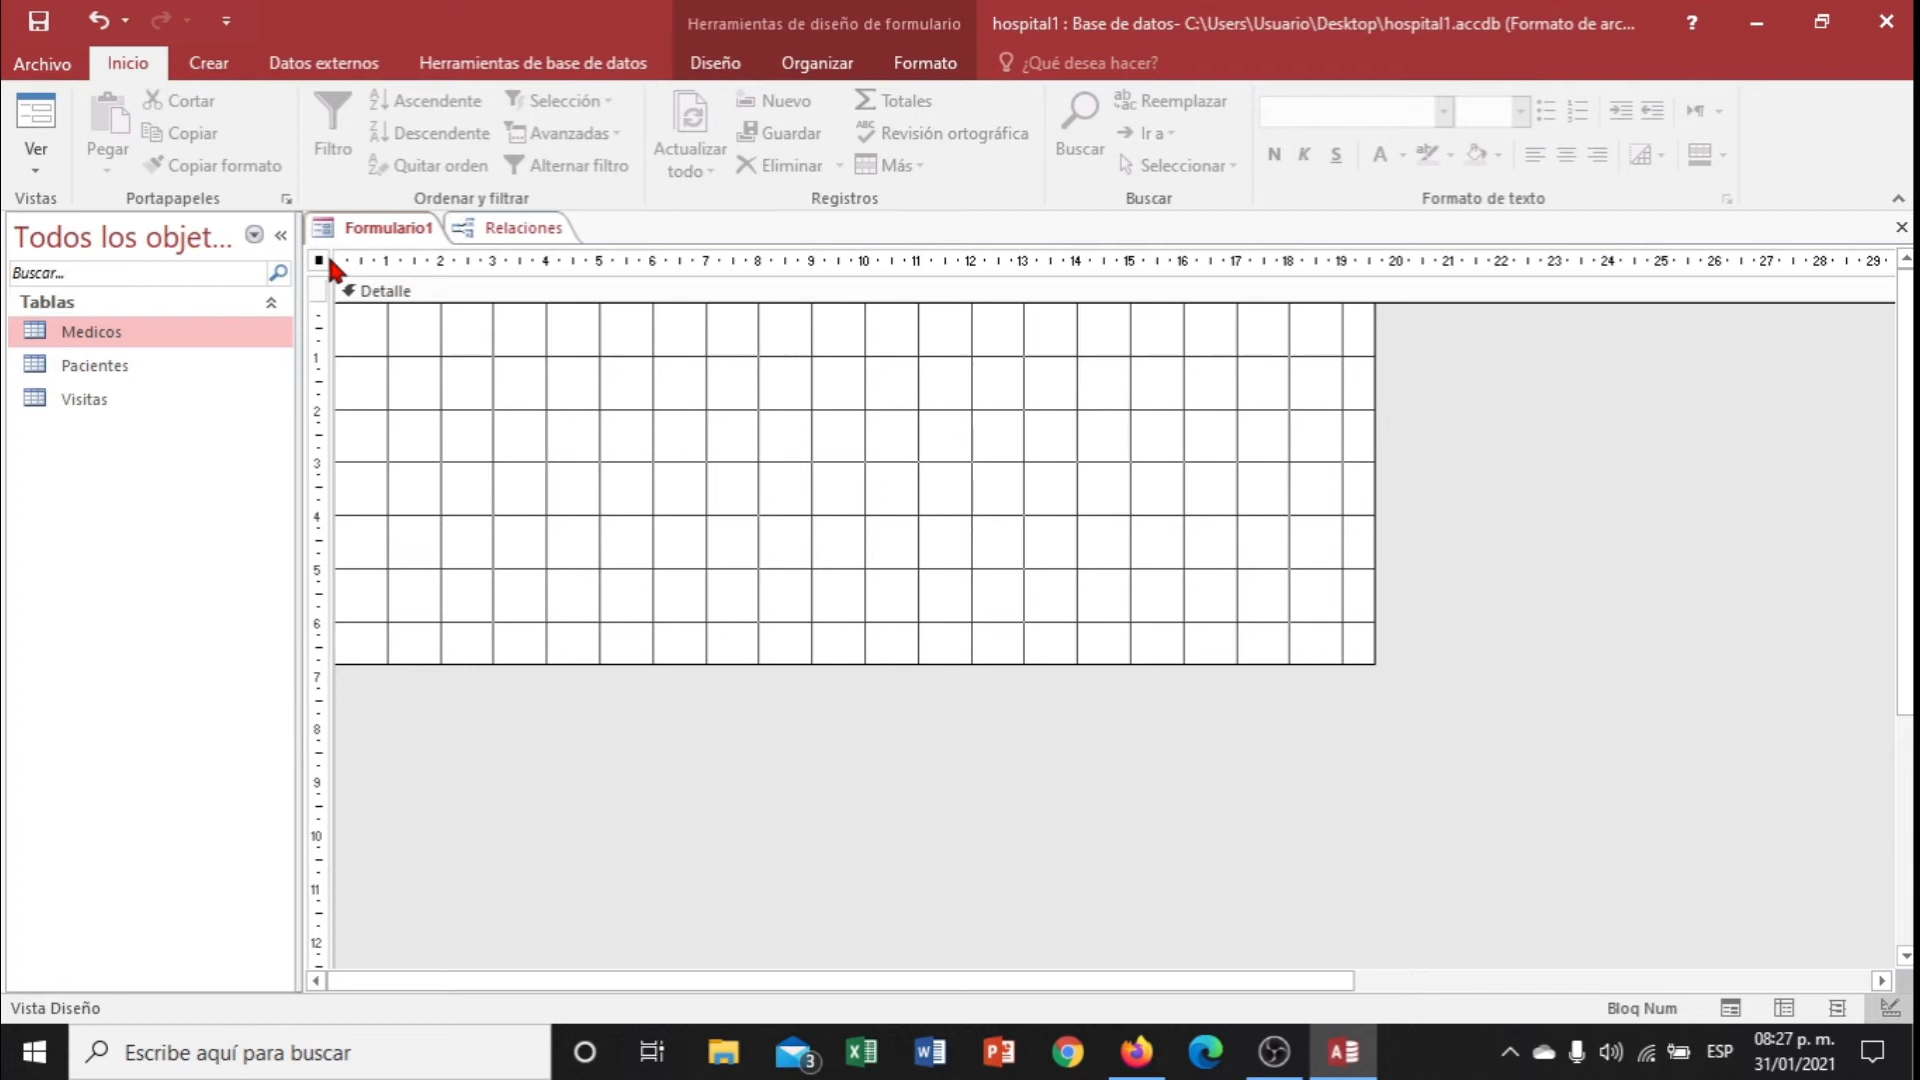 Herramientas de diseño de formulario
hospital1 : Base de datos- C:\Users\Usuario\Desktop\hospital1.accdb (Formato de arc...
?
Archivo Inicio Crear Datos externos Herramientas de base de datos Diseño Organizar Formato ¿Qué desea hacer?
Ver
Vistas
Pegar
Cortar
Copiar
Copiar formato
Portapapeles
Filtro
Ascendente
Descendente
Quitar orden
Selección
Avanzadas
Alternar filtro
Ordenar y filtrar
Actualizar
todo
Nuevo
Guardar
Eliminar
Totales
Revisión ortográfica
Más
Registros
Buscar
Reemplazar
Ir a
Seleccionar
Buscar
N K S A
Formato de texto
Todos los objet...
Buscar...
Tablas
Medicos
Pacientes
Visitas
Formulario1
Relaciones
1 2 3 4 5 6 7 8 9 10 11 12 13 14 15 16 17 18 19 20 21 22 23 24 25 26 27 28 29
Detalle
1
2
3
4
5
6
7
8
9
10
11
12
Vista Diseño
Bloq Num
Escribe aquí para buscar
3
ESP
08:27 p. m.
31/01/2021